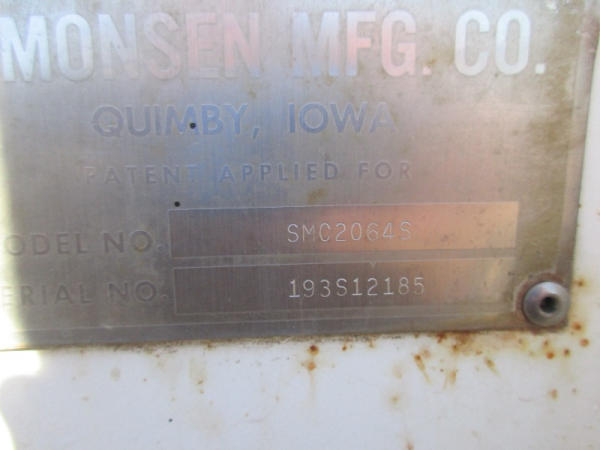 MONSEN MFG. CO.
QUIMBY, IOWA
PATENT APPLIED FOR
ODEL NO. SMC2064S
ERIAL NO. 193S12185